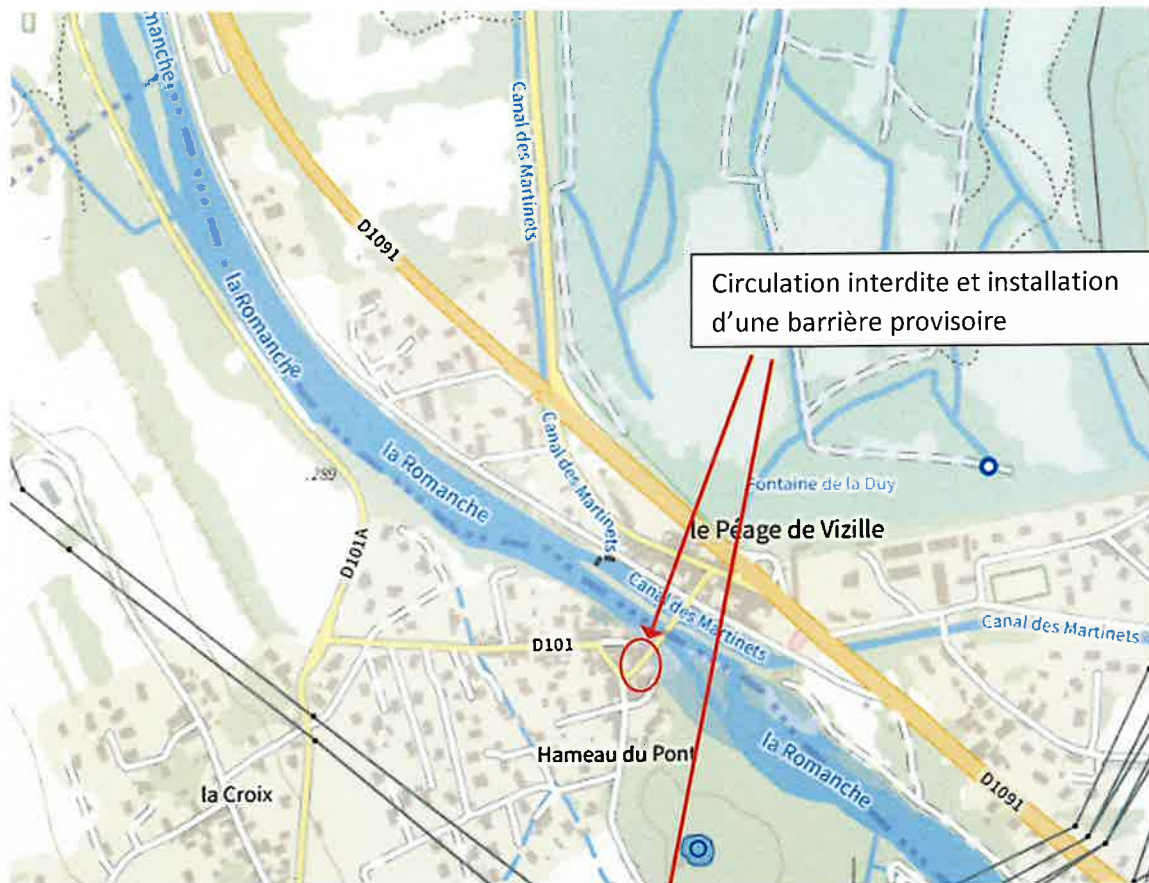 Romanche
la Romanche
Canal des Martinets
D1091
Circulation interdite et installation
d'une barrière provisoire
la Romanche
Canal des Martinets
.289
Fontaine de la Duy
le Péage de Vizille
D101A
Canal des Martinets
Canal des Martinets
D101
Hameau du Pont
la Romanche
la Croix
D1091